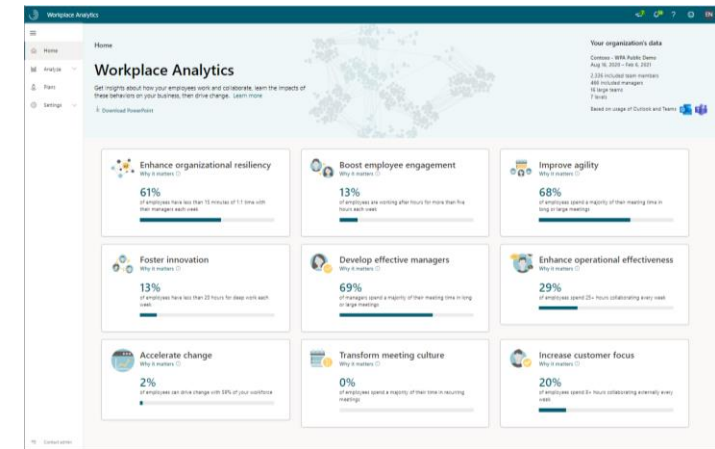 Workplace Analytics
?
EN
Home
Analyze
Plans
Settings
Home
Workplace Analytics
Get insights about how your employees work and collaborate, learn the impacts of
these behaviors on your business, then drive change. Learn more
Download PowerPoint
Your organization's data
Contoso - WPA Public Demo
Aug 16, 2020 – Feb 6, 2021
included team members
included managers
16 large teams
7 levels
Based on usage of Outlook and Teams
Enhance organizational resiliency
Why it matters
61%
of employees have less than 15 minutes of 1:1 time with
their managers each week
Boost employee engagement
Why it matters
13%
of employees are working after hours for more than five
hours each week
Improve agility
Why it matters
68%
of employees spend a majority of their meeting time in
long or large meetings
Foster innovation
Why it matters
13%
of employees have less than 20 hours for deep work each
week
Develop effective managers
Why it matters
69%
of managers spend a majority of their meeting time in long
or large meetings
Enhance operational effectiveness
Why it matters
29%
of employees spend 25+ hours collaborating every week
Accelerate change
Why it matters
2%
of employees can drive change with 59% of your workforce
Transform meeting culture
Why it matters
0%
of employees spend a majority of their time in recurring
meetings
Increase customer focus
Why it matters
20%
of employees spend 8+ hours collaborating externally every
week
Contact admin